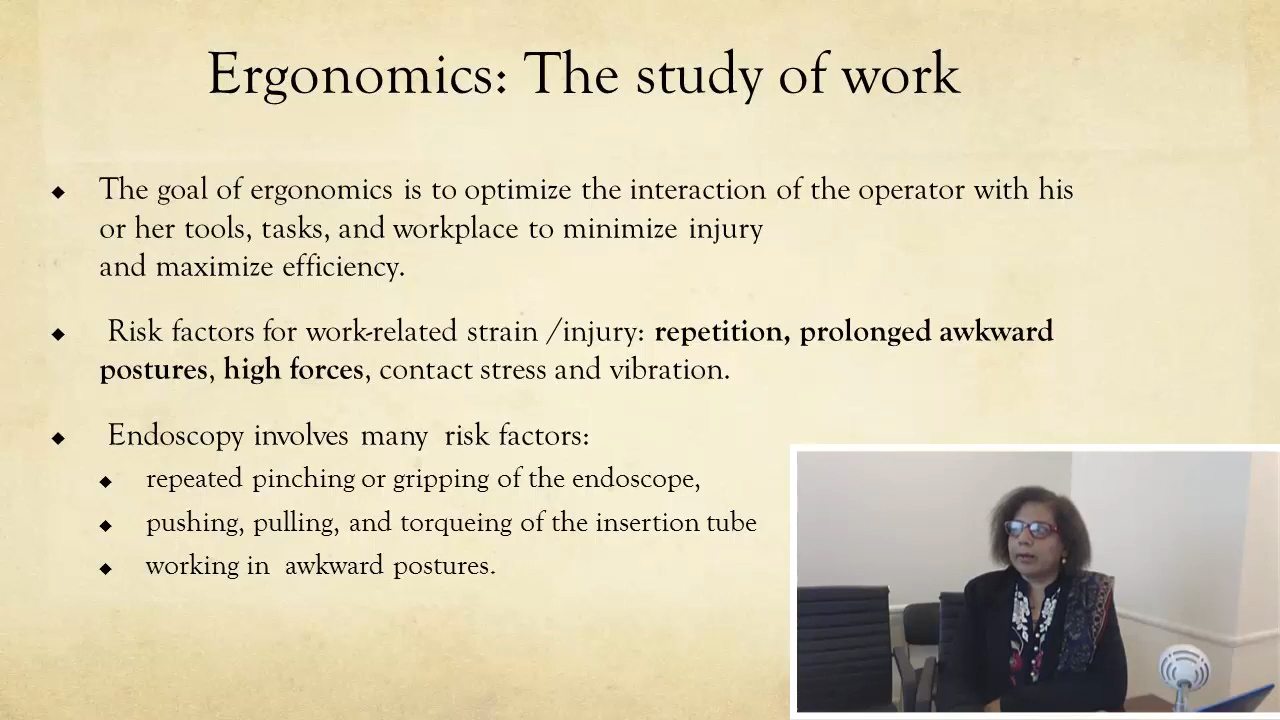 Ergonomics: The study of work
The goal of ergonomics is to optimize the interaction of the operator with his
or her tools, tasks, and workplace to minimize injury
and maximize efficiency.
Risk factors for work-related strain /injury: repetition, prolonged awkward
postures, high forces, contact stress and vibration.
Endoscopy involves many risk factors:
repeated pinching or gripping of the endoscope,
pushing, pulling, and torqueing of the insertion tube
working in awkward postures.